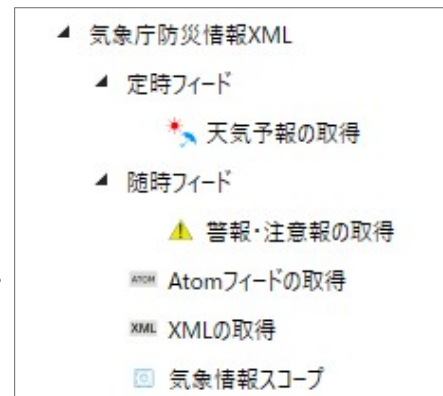 気象庁防災情報XML
定時フィード
天気予報の取得
随時フィード
警報・注意報の取得
ATOM Atomフィードの取得
XML XMLの取得
気象情報スコープ